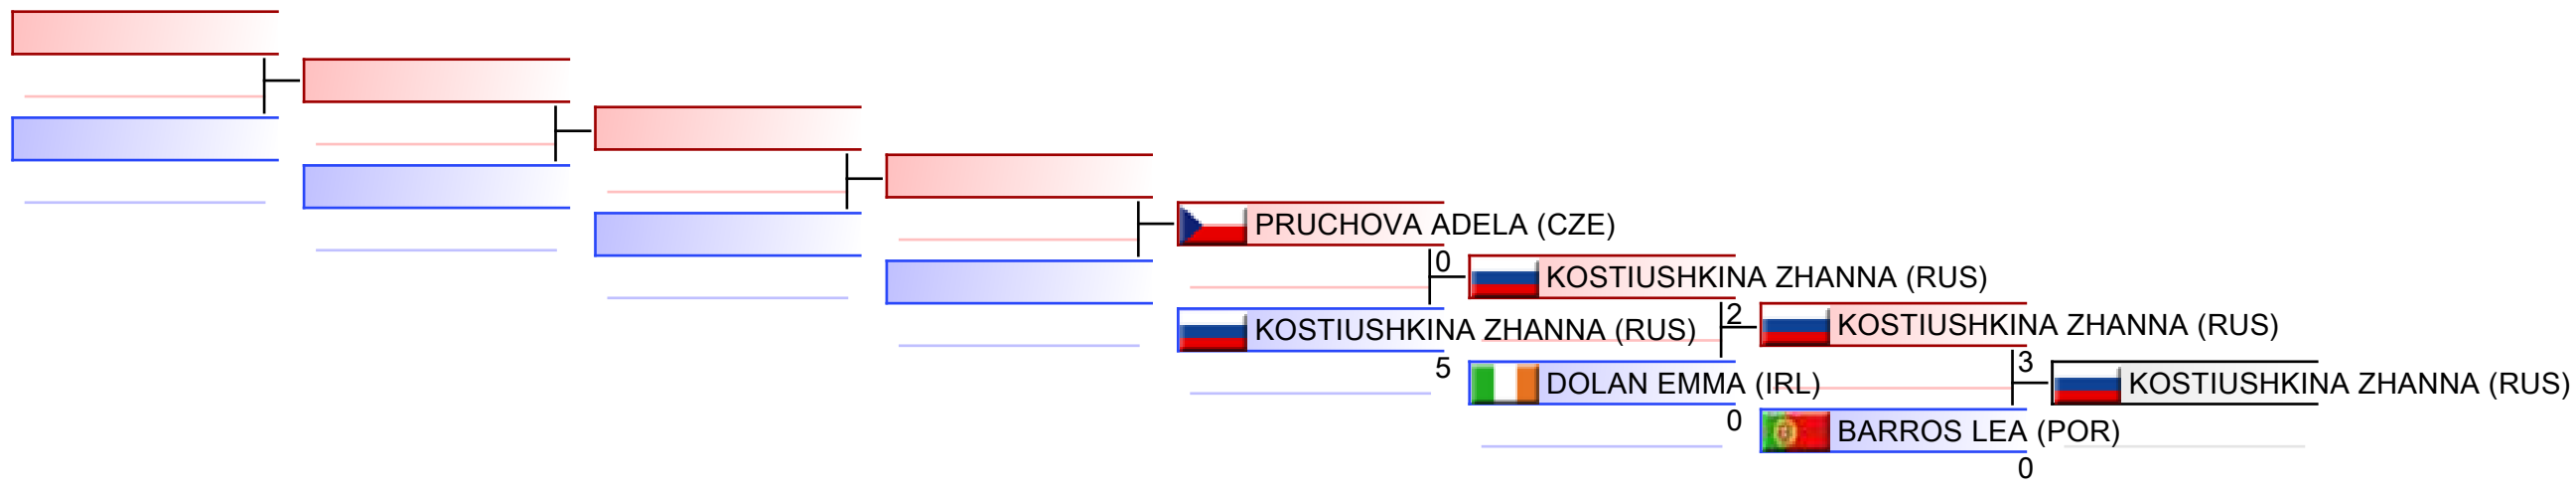 PRUCHOVA ADELA (CZE)
0
KOSTIUSHKINA ZHANNA (RUS)
5
KOSTIUSHKINA ZHANNA (RUS)
2
DOLAN EMMA (IRL)
0
KOSTIUSHKINA ZHANNA (RUS)
3
BARROS LEA (POR)
0
KOSTIUSHKINA ZHANNA (RUS)